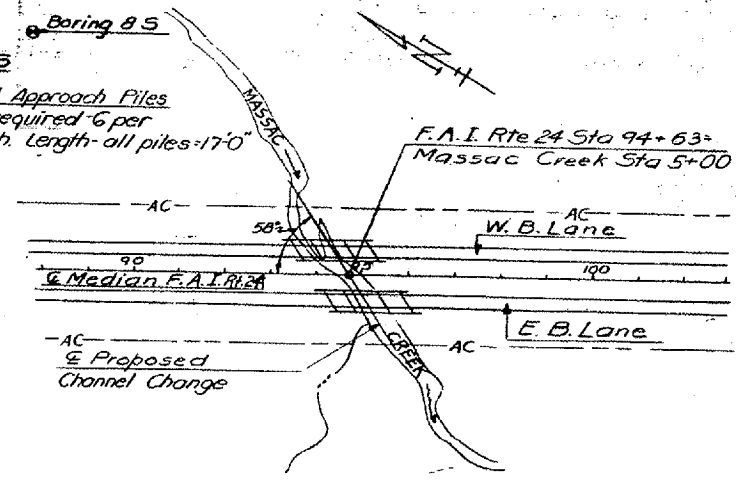 Boring 8 S
S
Approach Piles
equired-6 per
h. Length-all piles=17'0"
N
MASSAC
F.A.I. Rte 24 Sta 94+63=
Massac Creek Sta 5+00
AC
AC
58°±
W. B. Lane
90
95
100
℄ Median F.A.I. Rt. 24
E. B. Lane
AC
AC
CREEK
℄ Proposed
Channel Change